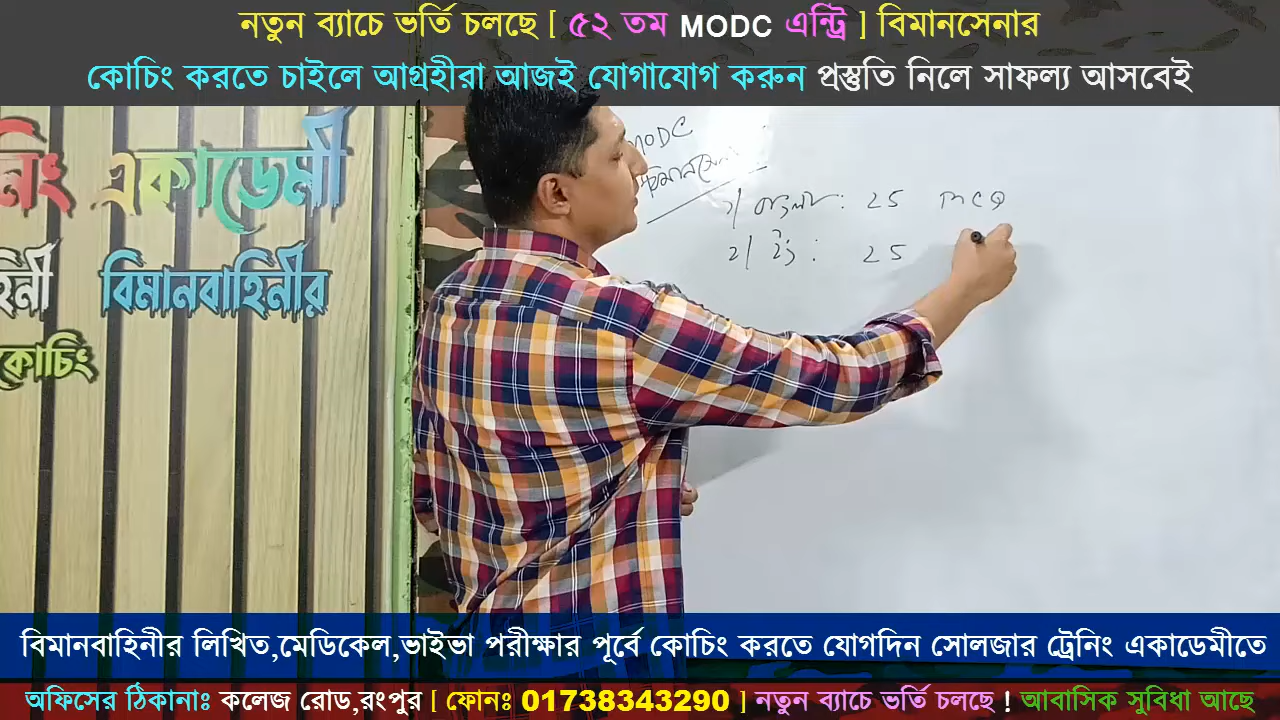 নতুন ব্যাচে ভর্তি চলছে [ ৫২ তম MODC এন্ট্রি ] বিমানসেনার
কোচিং করতে চাইলে আগ্রহীরা আজই যোগাযোগ করুন প্রস্তুতি নিলে সাফল্য আসবেই
নিং একাডেমী
হিনী বিমানবাহিনীর
কোচিং
MODC
বিমানসেনা
১/ বাংলা : 25 MCQ
২/ ইং : 25
বিমানবাহিনীর লিখিত,মেডিকেল,ভাইভা পরীক্ষার পূর্বে কোচিং করতে যোগদিন সোলজার ট্রেনিং একাডেমীতে
অফিসের ঠিকানাঃ কলেজ রোড,রংপুর [ ফোনঃ 01738343290 ] নতুন ব্যাচে ভর্তি চলছে ! আবাসিক সুবিধা আছে